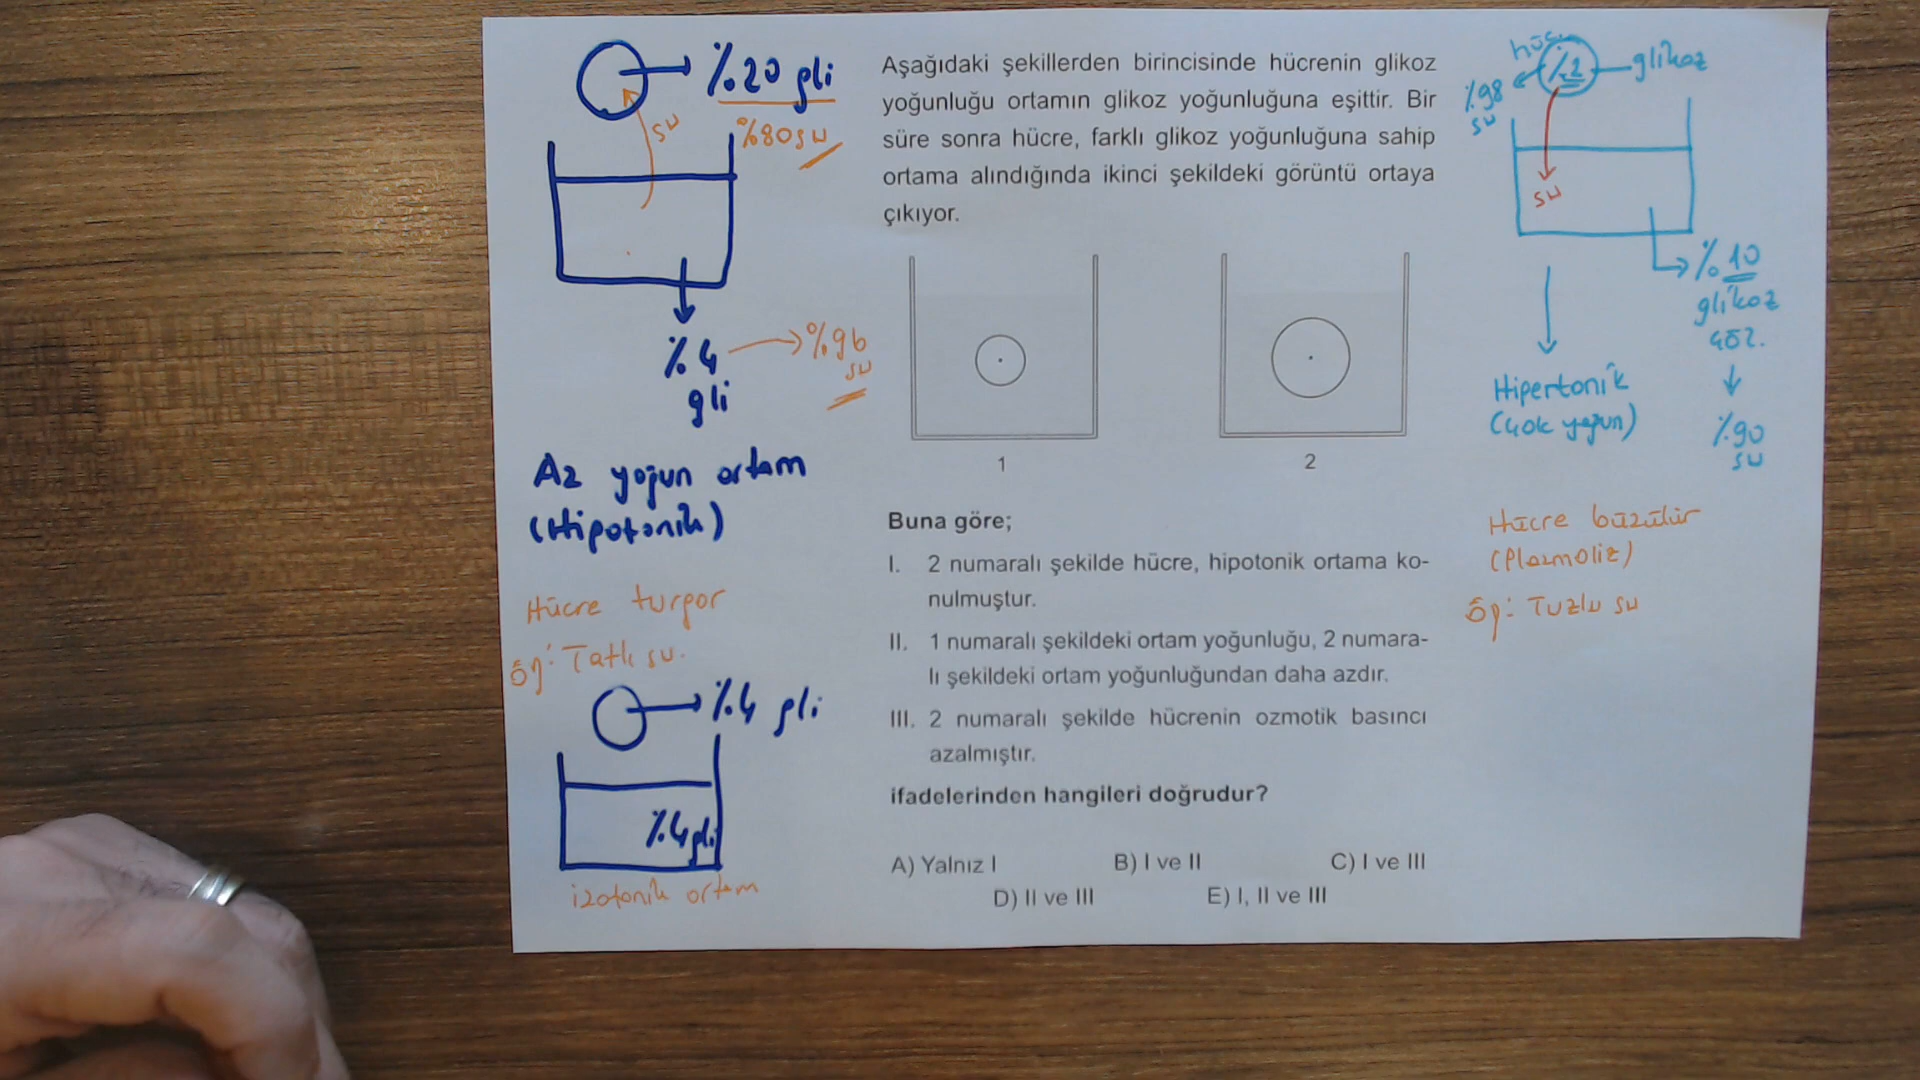 %20 gli
%80 su
su
%4
gli
%96
su
Az yoğun ortam
(Hipotonik)
Hücre turgor
Ör: Tatlı su.
%4 gli
%4 gli
izotonik ortam
Aşağıdaki şekillerden birincisinde hücrenin glikoz
yoğunluğu ortamın glikoz yoğunluğuna eşittir. Bir
süre sonra hücre, farklı glikoz yoğunluğuna sahip
ortama alındığında ikinci şekildeki görüntü ortaya
çıkıyor.
1
2
Buna göre;
I. 2 numaralı şekilde hücre, hipotonik ortama ko-
nulmuştur.
II. 1 numaralı şekildeki ortam yoğunluğu, 2 numara-
lı şekildeki ortam yoğunluğundan daha azdır.
III. 2 numaralı şekilde hücrenin ozmotik basıncı
azalmıştır.
ifadelerinden hangileri doğrudur?
A) Yalnız I B) I ve II C) I ve III
D) II ve III E) I, II ve III
%2
glikoz
%98
su
su
%10
glikoz
çöz.
%90
su
Hipertonik
(çok yoğun)
Hücre büzülür
(Plazmoliz)
Ör: Tuzlu su